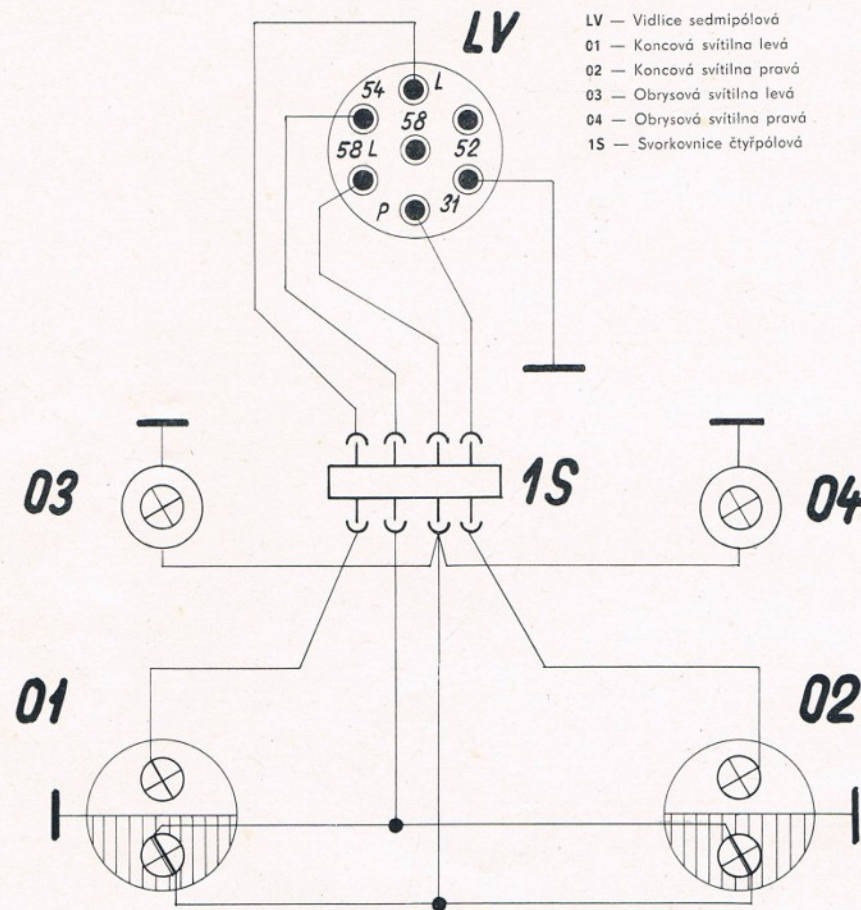 LV
LV — Vidlice sedmipólová
01 — Koncová svítilna levá
02 — Koncová svítilna pravá
03 — Obrysová svítilna levá
04 — Obrysová svítilna pravá
1S — Svorkovnice čtyřpólová
54 L
58
58 L 52
P 31
03 1S 04
01 02